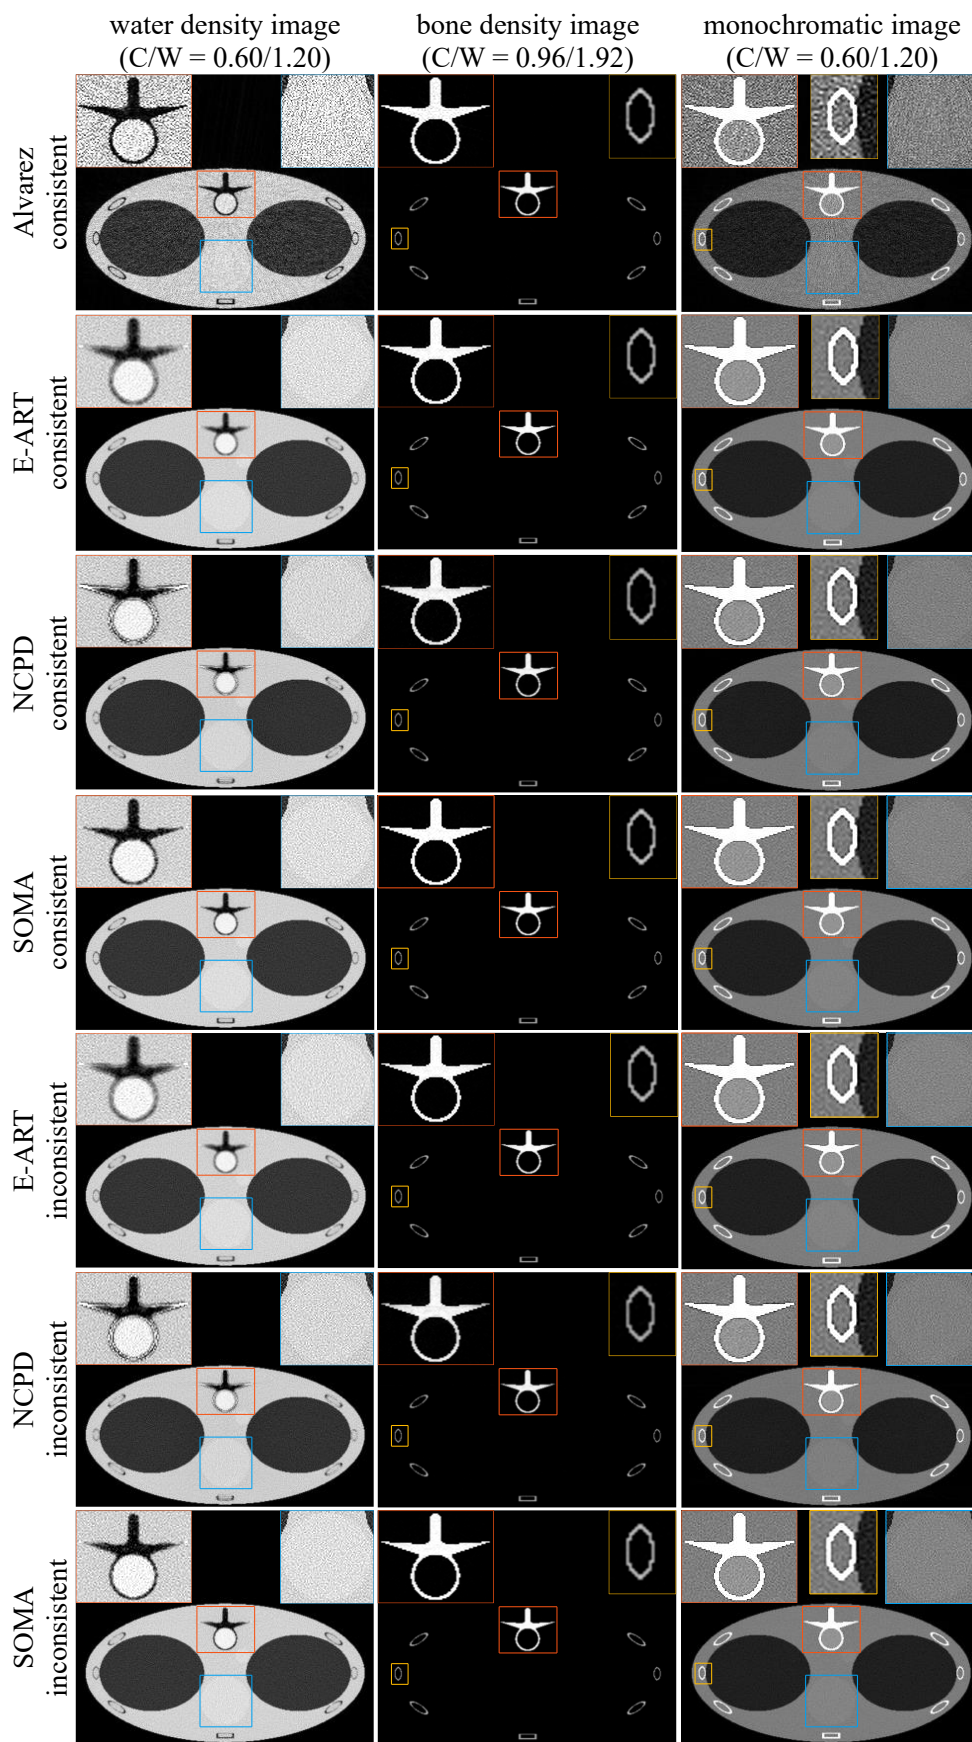 water density image
(C/W = 0.60/1.20)
bone density image
(C/W = 0.96/1.92)
monochromatic image
(C/W = 0.60/1.20)
Alvarez
consistent
E-ART
consistent
NCPD
consistent
SOMA
consistent
E-ART
inconsistent
NCPD
inconsistent
SOMA
inconsistent